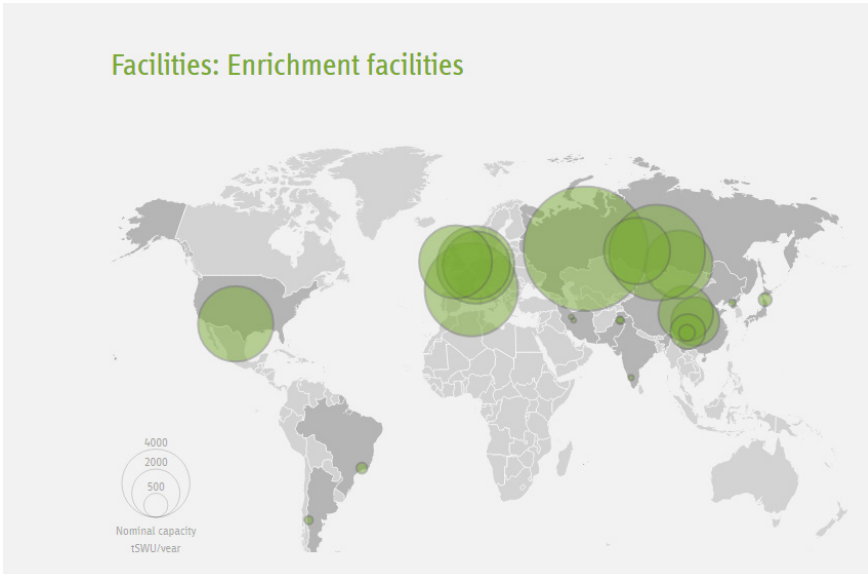 Facilities: Enrichment facilities
4000
2000
500
Nominal capacity
tSWU/year